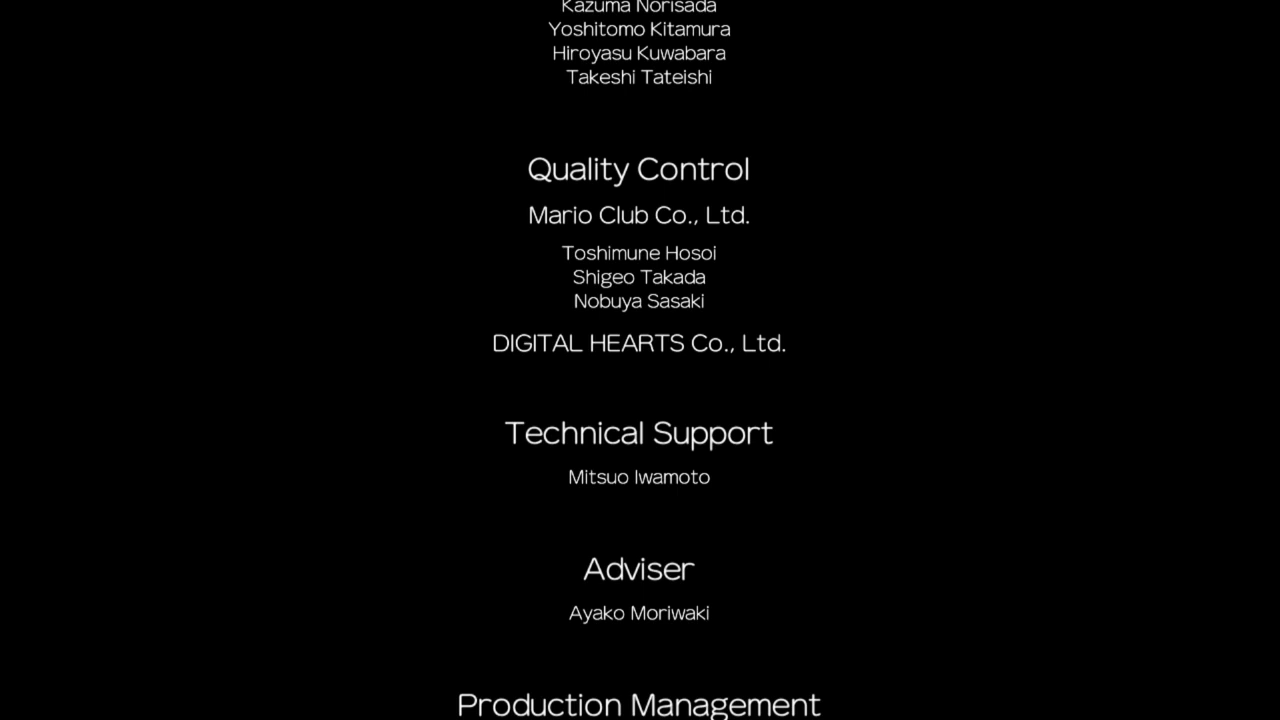 Kazuma Norisada
Yoshitomo Kitamura
Hiroyasu Kuwabara
Takeshi Tateishi
Quality Control
Mario Club Co., Ltd.
Toshimune Hosoi
Shigeo Takada
Nobuya Sasaki
DIGITAL HEARTS Co., Ltd.
Technical Support
Mitsuo Iwamoto
Adviser
Ayako Moriwaki
Production Management